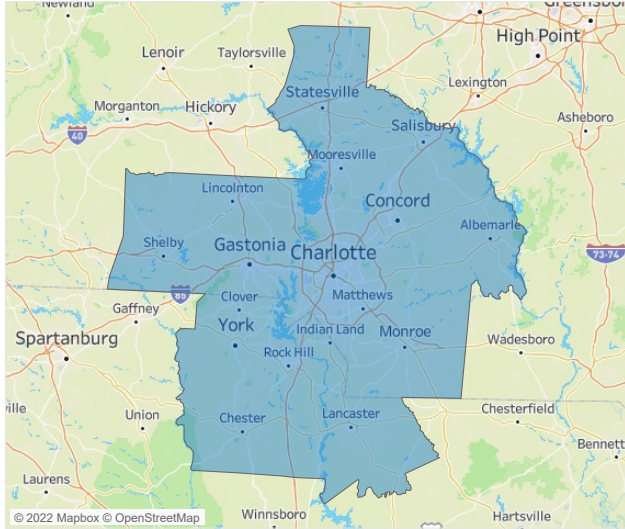 Newland
Greensboro
High Point
Lenoir
Taylorsville
Lexington
Statesville
Morganton
Hickory
Asheboro
Salisbury
40
Mooresville
Lincolnton
Concord
Albemarle
Shelby
Gastonia
Charlotte
73-74
85
Clover
Matthews
Gaffney
York
Indian Land
Monroe
Spartanburg
Wadesboro
Rock Hill
ville
Union
Chester
Lancaster
Chesterfield
Bennett
Laurens
Winnsboro
Hartsville
© 2022 Mapbox © OpenStreetMap